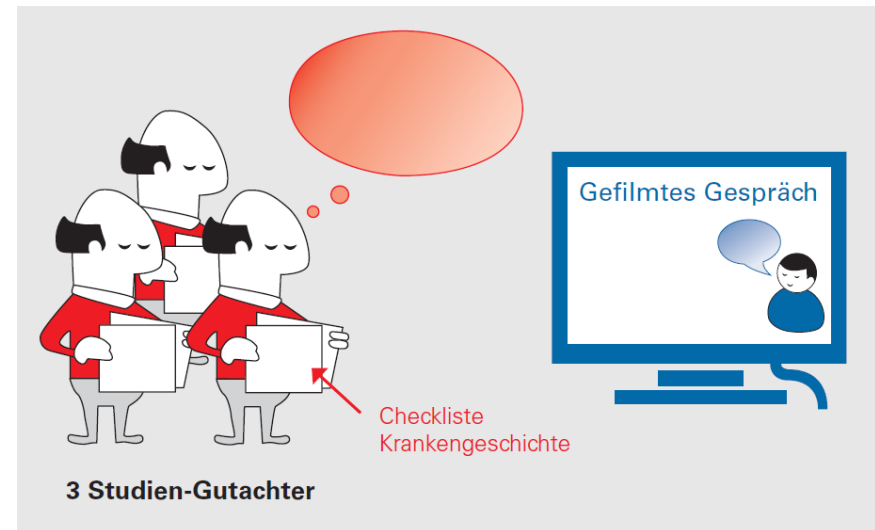 Gefilmtes Gespräch
Checkliste
Krankengeschichte
3 Studien-Gutachter